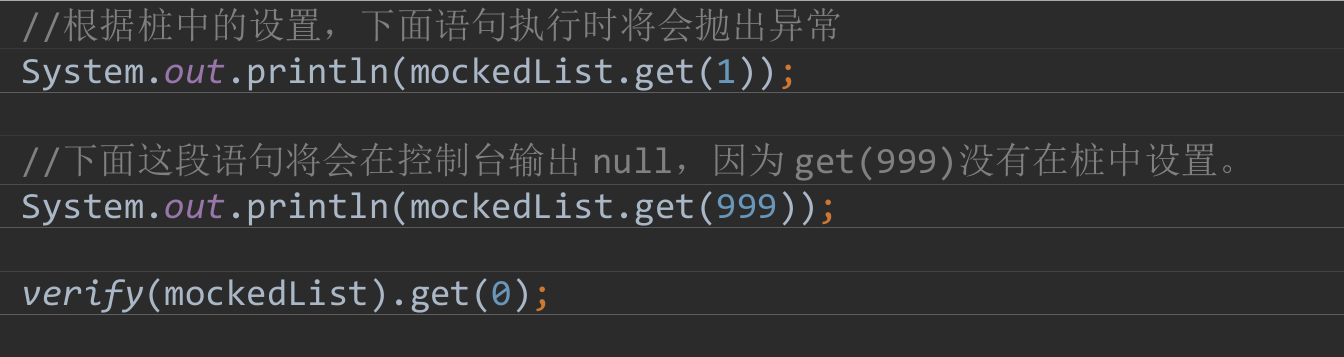 //根据桩中的设置，下面语句执行时将会抛出异常
System.out.println(mockedList.get(1));
//下面这段语句将会在控制台输出 null，因为 get(999)没有在桩中设置。
System.out.println(mockedList.get(999));
verify(mockedList).get(0);